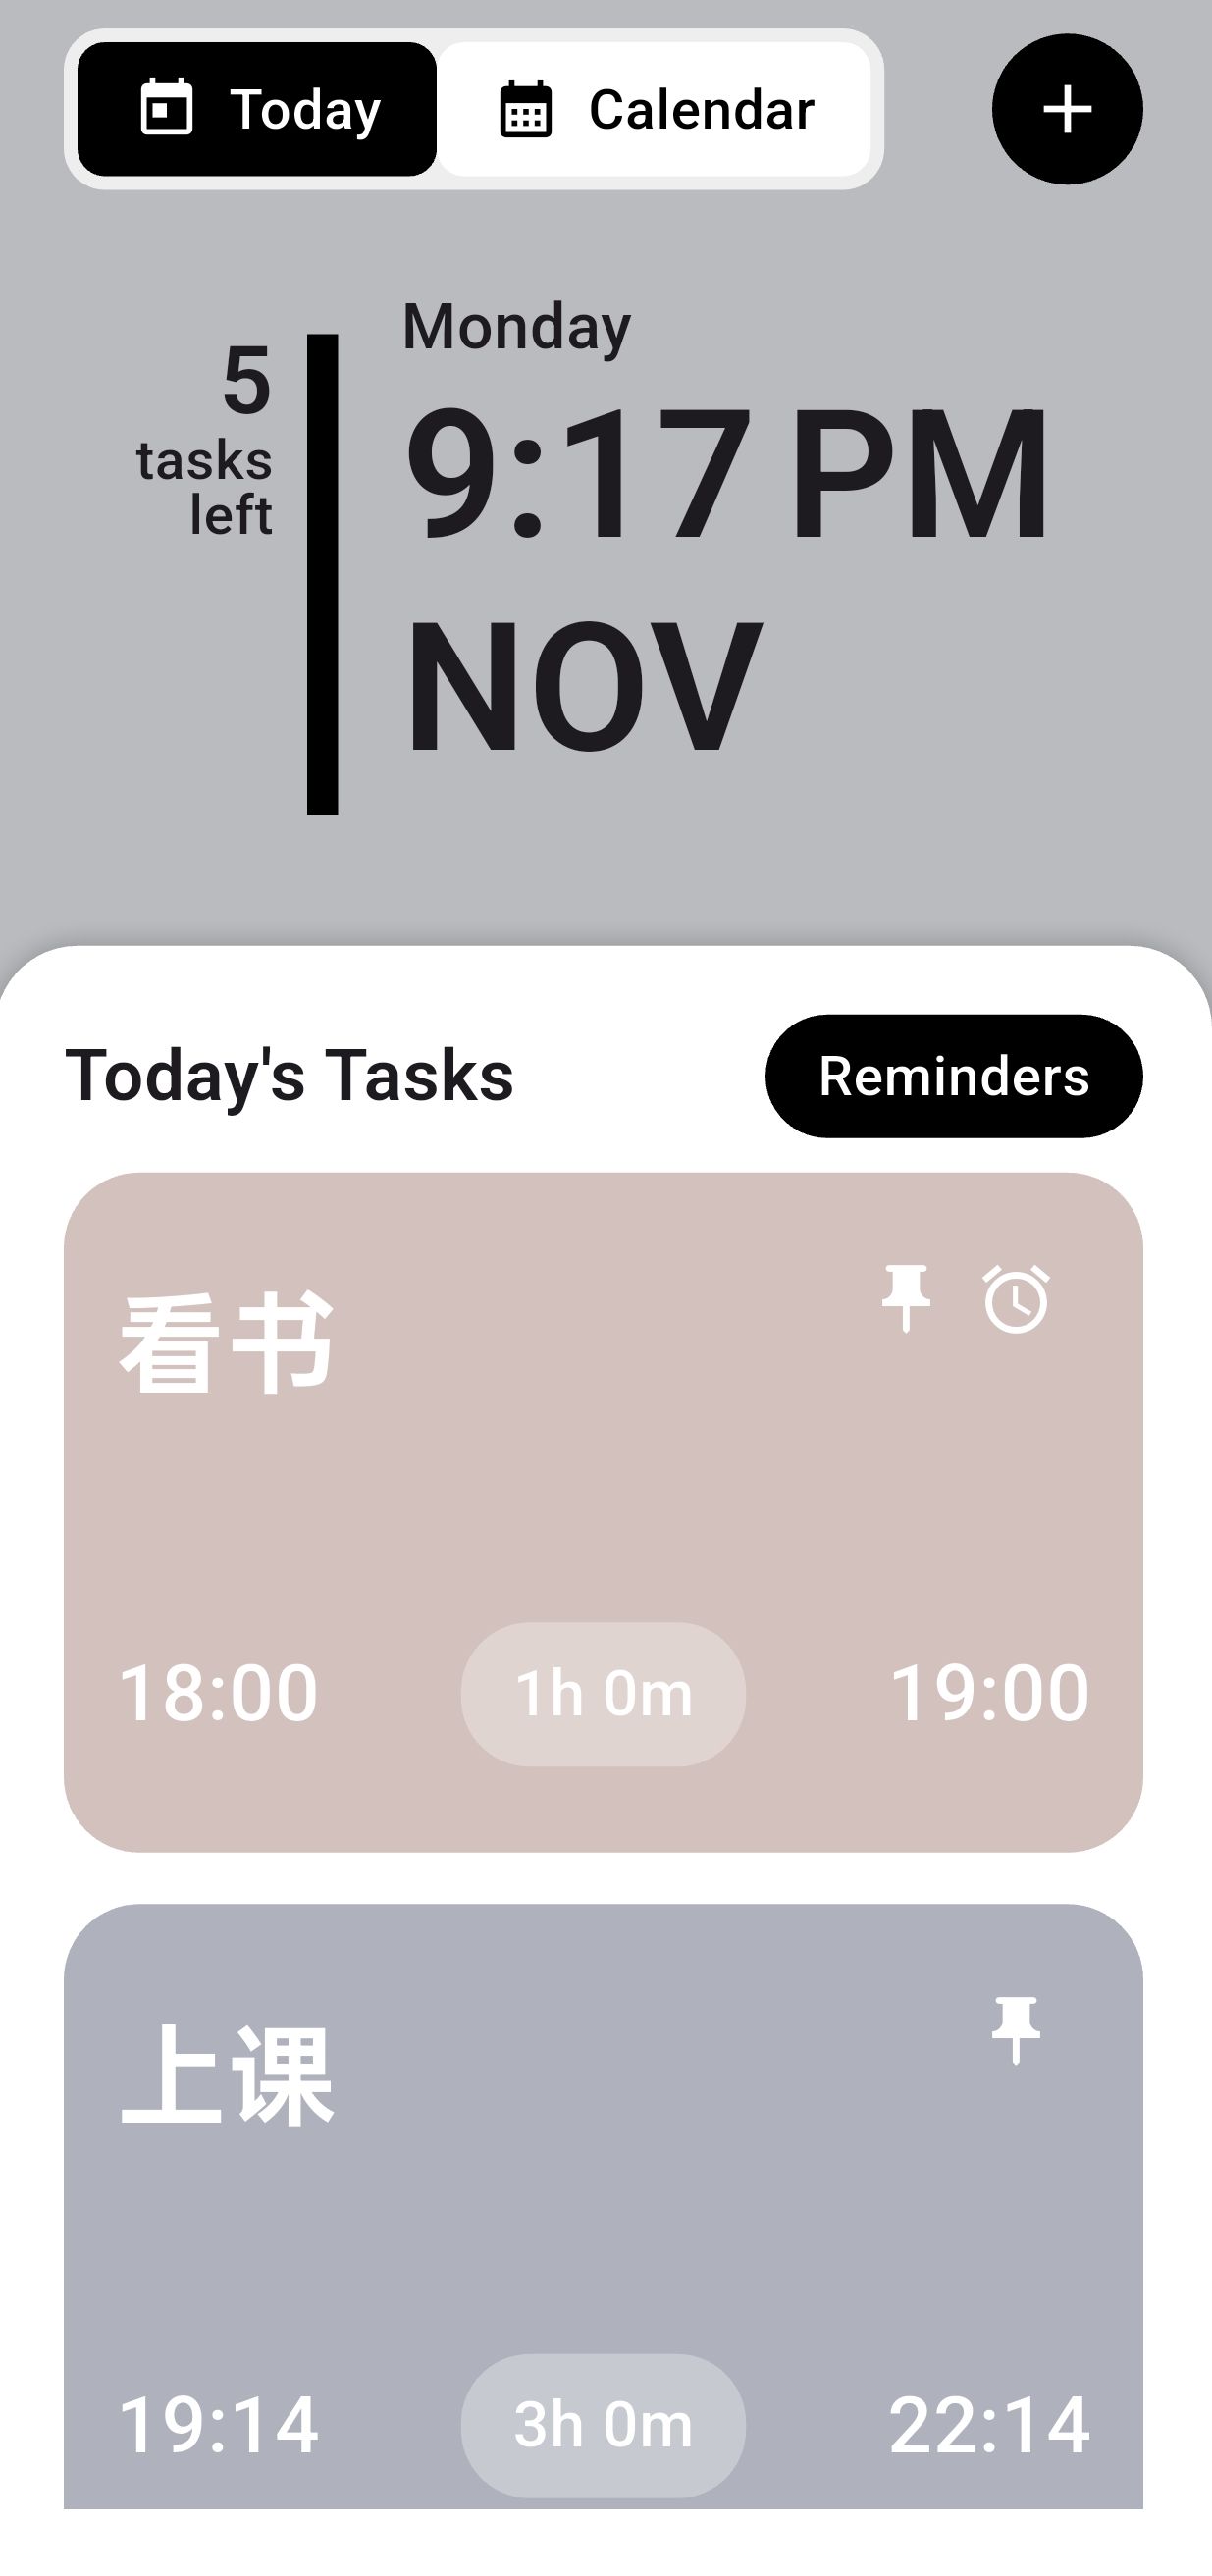 Today
Calendar
5
tasks
left
Monday
9:17 PM
NOV
Today's Tasks
Reminders
看书
18:00
1h 0m
19:00
上课
19:14
3h 0m
22:14